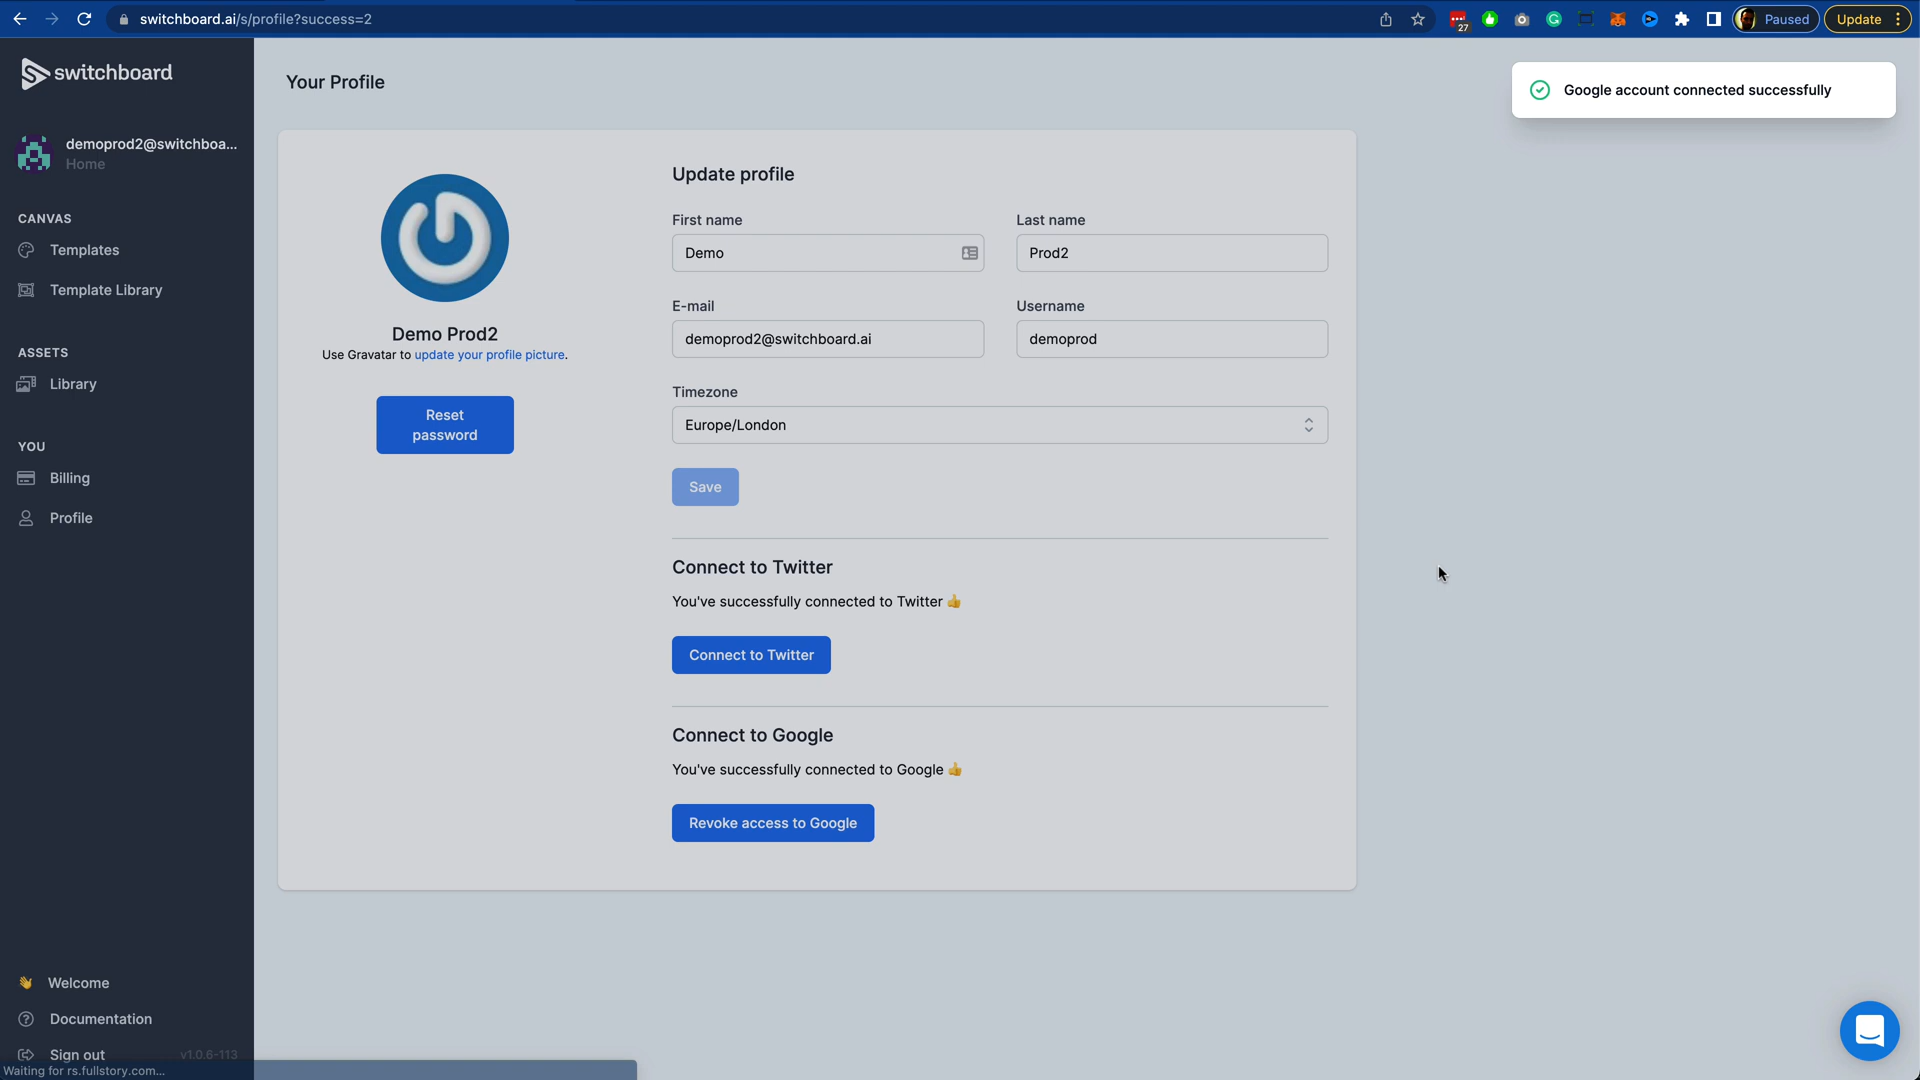 switchboard.ai/s/profile?success=2
27
Paused
Update
switchboard
Your Profile
Google account connected successfully
demoprod2@switchboa...
Home
CANVAS
Templates
Template Library
ASSETS
Library
YOU
Billing
Profile
Demo Prod2
Use Gravatar to update your profile picture.
Reset
password
Update profile
First name
Last name
Demo
Prod2
E-mail
Username
demoprod2@switchboard.ai
demoprod
Timezone
Europe/London
Save
Connect to Twitter
You've successfully connected to Twitter 👍
Connect to Twitter
Connect to Google
You've successfully connected to Google 👍
Revoke access to Google
👋 Welcome
Documentation
Sign out
v1.0.6-113
Waiting for rs.fullstory.com...